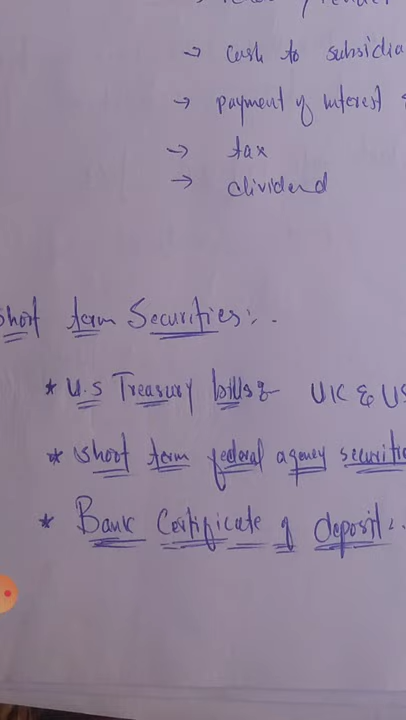 → Cash to subsidia
→ payment of interest &
→ tax
→ dividend
short term Securities:-
* U.S Treasury bills:- UK & US
* short term federal agency securitie
* Bank Certificate of deposit:-